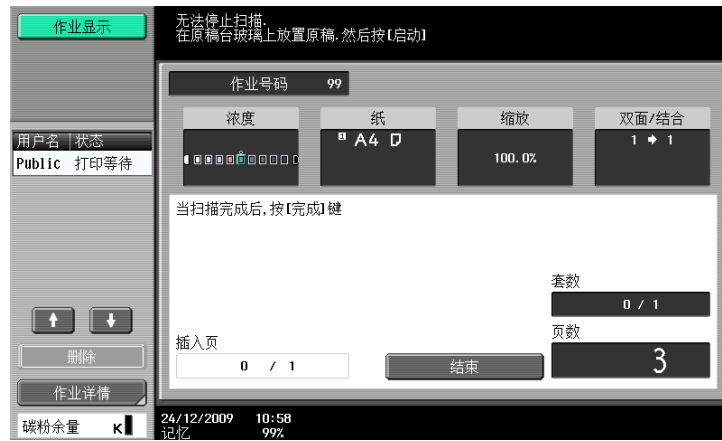 作业显示
无法停止扫描.
在原稿台玻璃上放置原稿.然后按[启动]
作业号码 99
浓度
纸
缩放
双面/结合
1 A4
100.0%
1 → 1
用户名 状态
Public 打印等待
当扫描完成后,按[完成]键
套数
0 / 1
页数
3
插入页
0 / 1
结束
删除
作业详情
碳粉余量 K
24/12/2009 10:58
记忆 99%